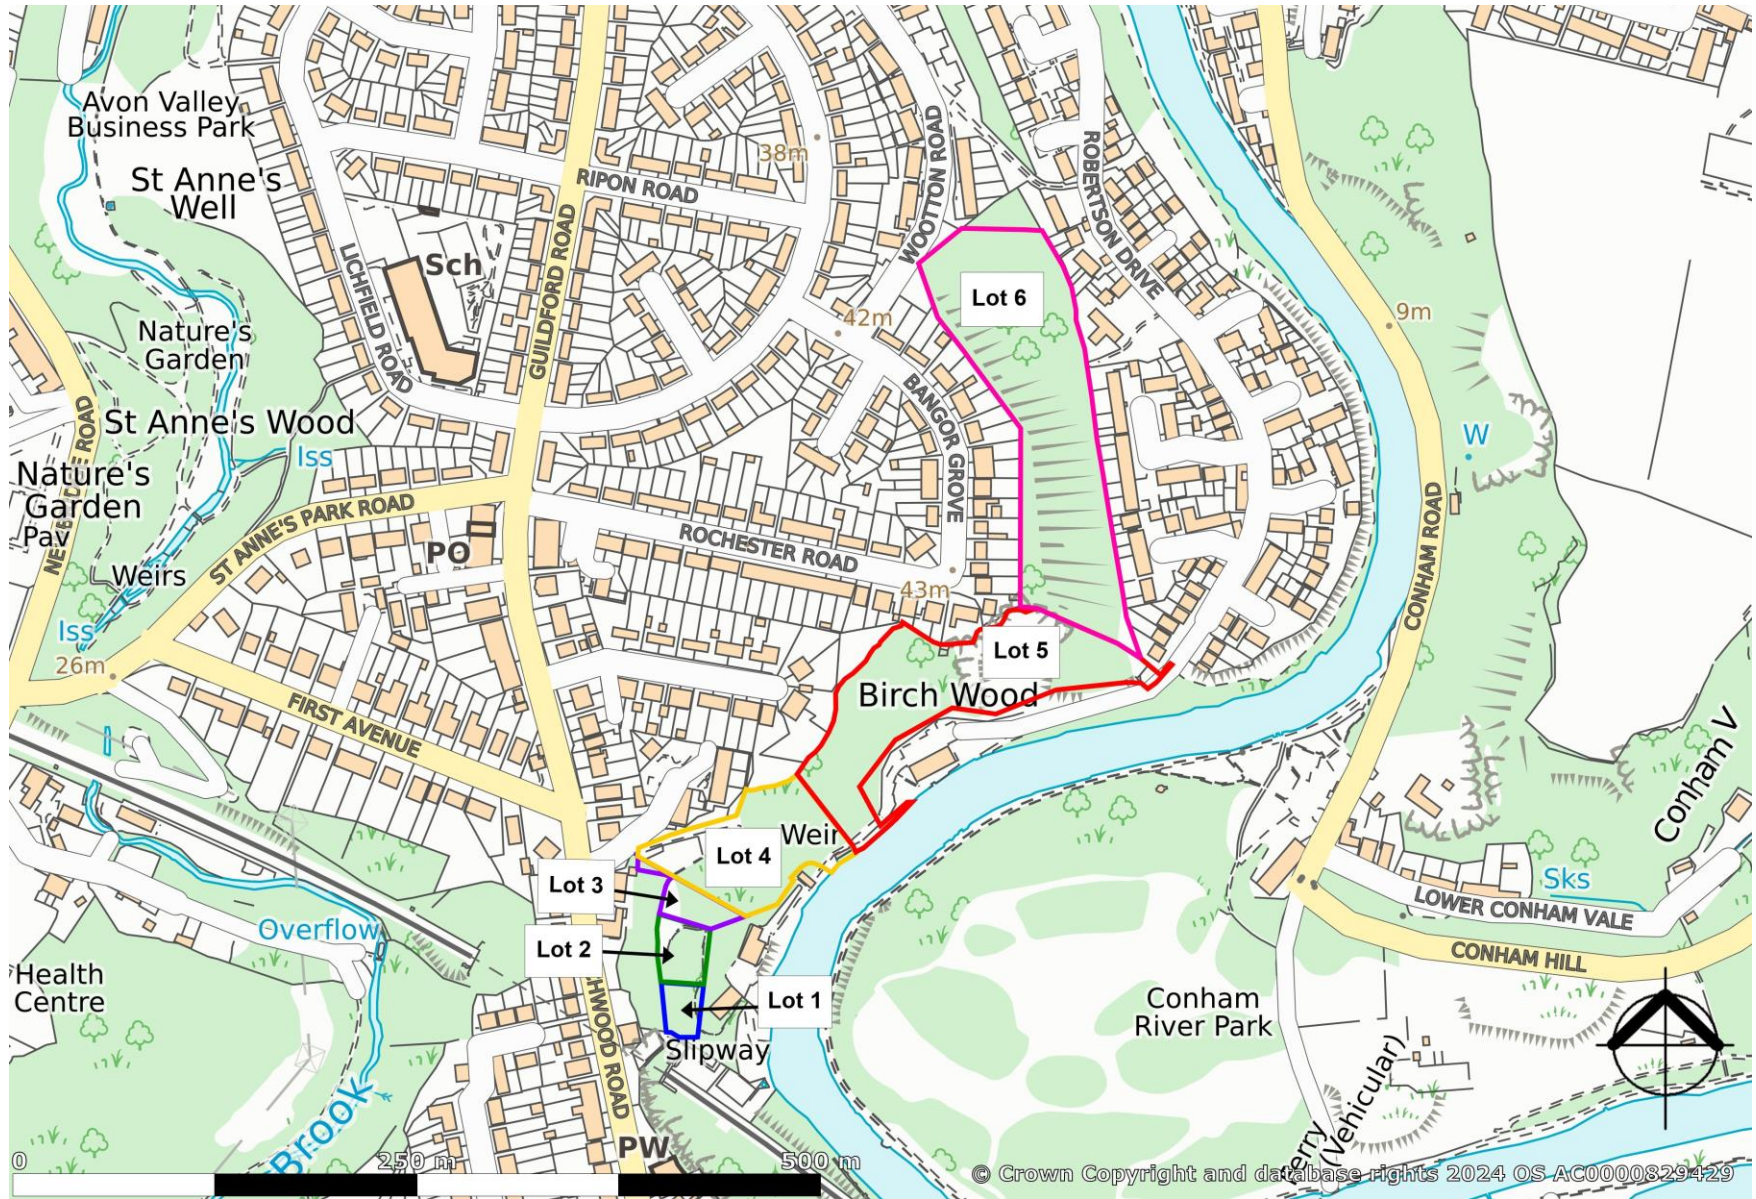 Avon Valley
Business Park
St Anne's
Well
38m
RIPON ROAD
WOOTTON ROAD
ROBERTSON DRIVE
LICHFIELD ROAD
Sch
GUILDFORD ROAD
Lot 6
42m
9m
Nature's
Garden
BANGOR GROVE
St Anne's Wood
Iss
W
Nature's
Garden
Pav
ST ANNE'S PARK ROAD
PO
ROCHESTER ROAD
CONHAM ROAD
Weirs
43m
Iss
26m
Lot 5
Birch Wood
FIRST AVENUE
Conham V
Weir
Lot 4
Lot 3
Sks
LOWER CONHAM VALE
Overflow
Lot 2
CONHAM HILL
Health
Centre
Lot 1
Conham
River Park
HWOOD ROAD
Slipway
Brook
PW
Ferry
(Vehicular)
0
250 m
500 m
© Crown Copyright and database rights 2024 OS AC0000829429